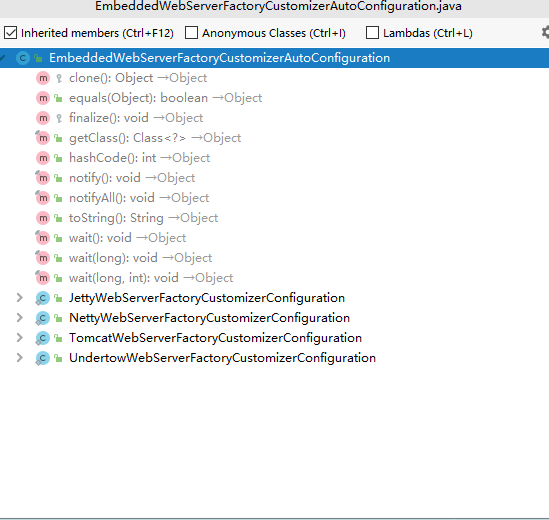 EmbeddedWebServerFactoryCustomizerAutoConfiguration.java
Inherited members (Ctrl+F12) Anonymous Classes (Ctrl+I) Lambdas (Ctrl+L)
EmbeddedWebServerFactoryCustomizerAutoConfiguration
clone(): Object →Object
equals(Object): boolean →Object
finalize(): void →Object
getClass(): Class<?> →Object
hashCode(): int →Object
notify(): void →Object
notifyAll(): void →Object
toString(): String →Object
wait(): void →Object
wait(long): void →Object
wait(long, int): void →Object
JettyWebServerFactoryCustomizerConfiguration
NettyWebServerFactoryCustomizerConfiguration
TomcatWebServerFactoryCustomizerConfiguration
UndertowWebServerFactoryCustomizerConfiguration